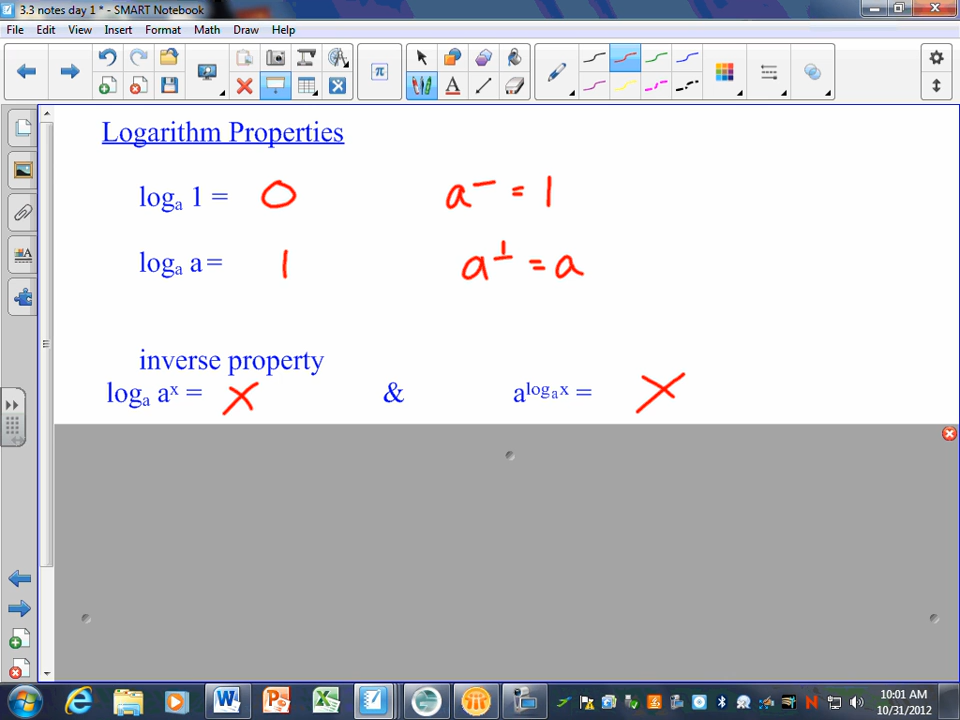 3.3 notes day 1 * - SMART Notebook
File Edit View Insert Format Math Draw Help
Logarithm Properties
logₐ 1 = 0 a⁻ = 1
logₐ a = 1 a¹ = a
inverse property
logₐ aˣ = x & a^(logₐx) = x
10:01 AM
10/31/2012